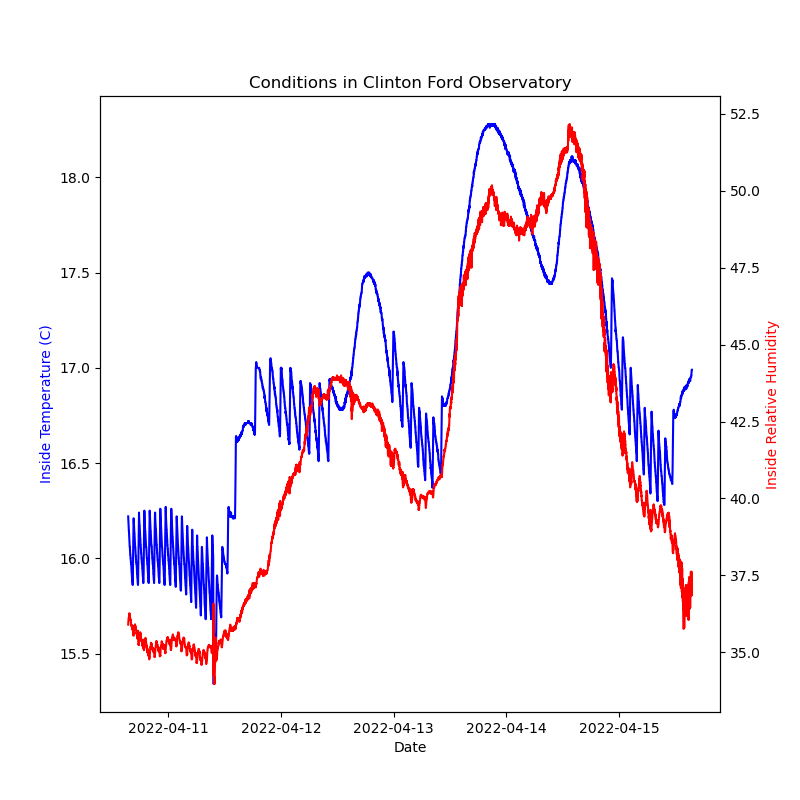 Conditions in Clinton Ford Observatory
Inside Temperature (C)
18.0
17.5
17.0
16.5
16.0
15.5
52.5
50.0
47.5
45.0
42.5
40.0
37.5
35.0
Inside Relative Humidity
2022-04-11 2022-04-12 2022-04-13 2022-04-14 2022-04-15
Date